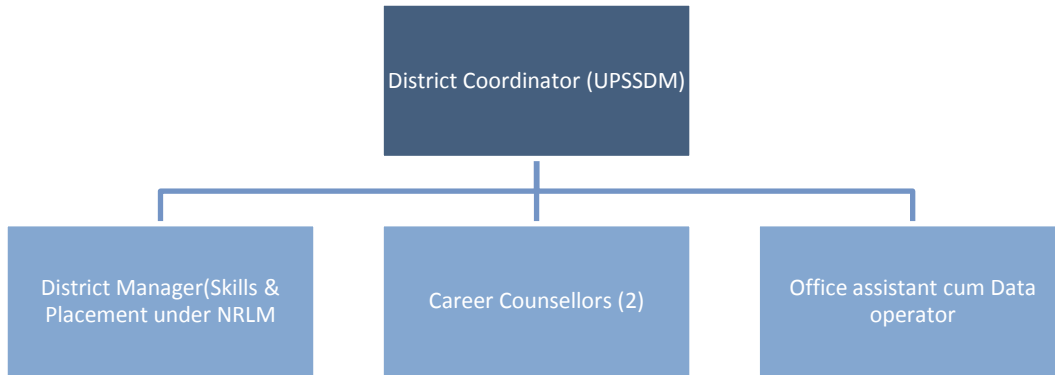 District Coordinator (UPSSDM)
District Manager(Skills &
Placement under NRLM
Career Counsellors (2)
Office assistant cum Data
operator